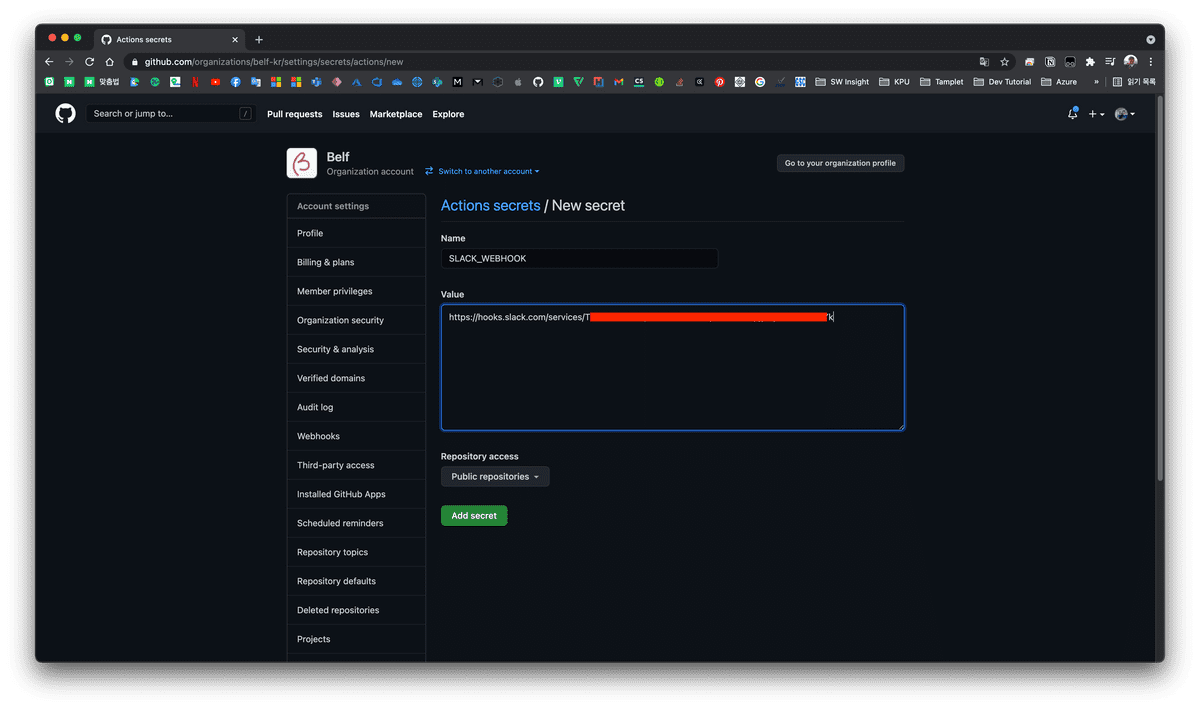 Actions secrets
github.com/organizations/belf-kr/settings/secrets/actions/new
맞춤법
SW Insight
KPU
Tamplet
Dev Tutorial
Azure
»
읽기 목록
Search or jump to...
/
Pull requests
Issues
Marketplace
Explore
Belf
Organization account
Switch to another account
Go to your organization profile
Account settings
Profile
Billing & plans
Member privileges
Organization security
Security & analysis
Verified domains
Audit log
Webhooks
Third-party access
Installed GitHub Apps
Scheduled reminders
Repository topics
Repository defaults
Deleted repositories
Projects
Actions secrets / New secret
Name
SLACK_WEBHOOK
Value
https://hooks.slack.com/services/T
k
Repository access
Public repositories
Add secret